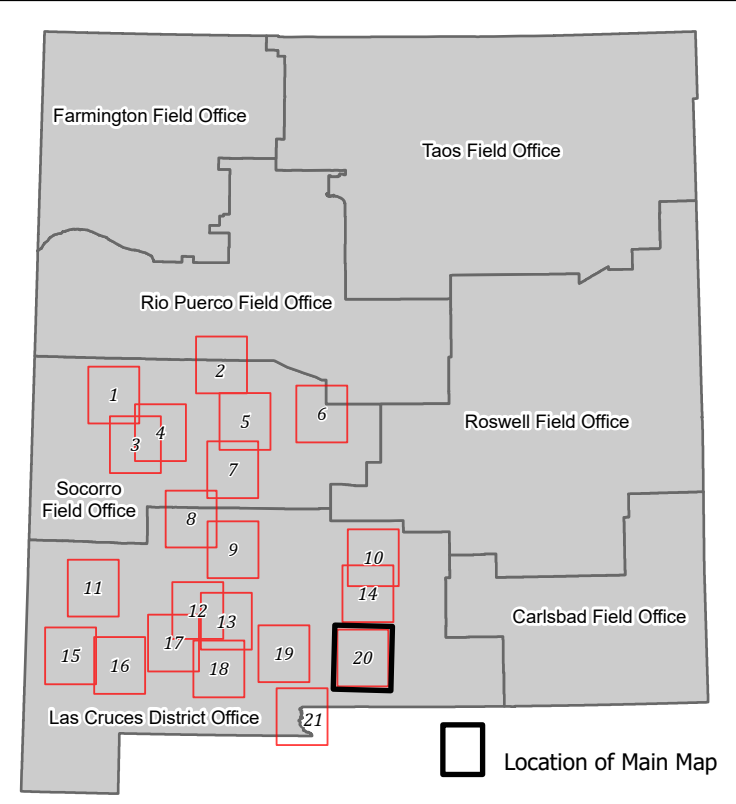 Farmington Field Office
Taos Field Office
Rio Puerco Field Office
2
1
6
5
4
3
Roswell Field Office
7
Socorro
Field Office
8
9
10
11
14
12
13
Carlsbad Field Office
17
19
15
20
16
18
Las Cruces District Office
21
Location of Main Map